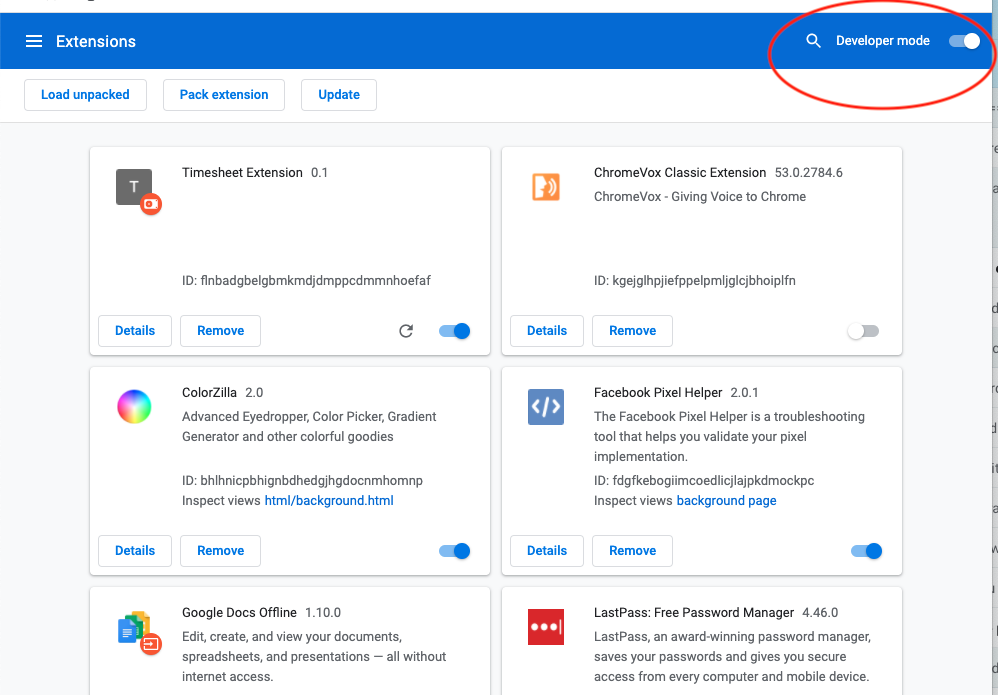 Extensions
Developer mode
Load unpacked
Pack extension
Update
T
Timesheet Extension 0.1
ID: flnbadgbelgbmkmdjdmppcdmmnhoefaf
Details
Remove
ChromeVox Classic Extension 53.0.2784.6
ChromeVox - Giving Voice to Chrome
ID: kgejglhpjiefppelpmljglcjbhoiplfn
Details
Remove
ColorZilla 2.0
Advanced Eyedropper, Color Picker, Gradient
Generator and other colorful goodies
ID: bhlhnicpbhignbdhedgjhgdocnmhomnp
Inspect views html/background.html
Details
Remove
Facebook Pixel Helper 2.0.1
The Facebook Pixel Helper is a troubleshooting
tool that helps you validate your pixel
implementation.
ID: fdgfkebogiimcoedlicjlajpkdmockpc
Inspect views background page
Details
Remove
Google Docs Offline 1.10.0
Edit, create, and view your documents,
spreadsheets, and presentations — all without
internet access.
LastPass: Free Password Manager 4.46.0
LastPass, an award-winning password manager,
saves your passwords and gives you secure
access from every computer and mobile device.